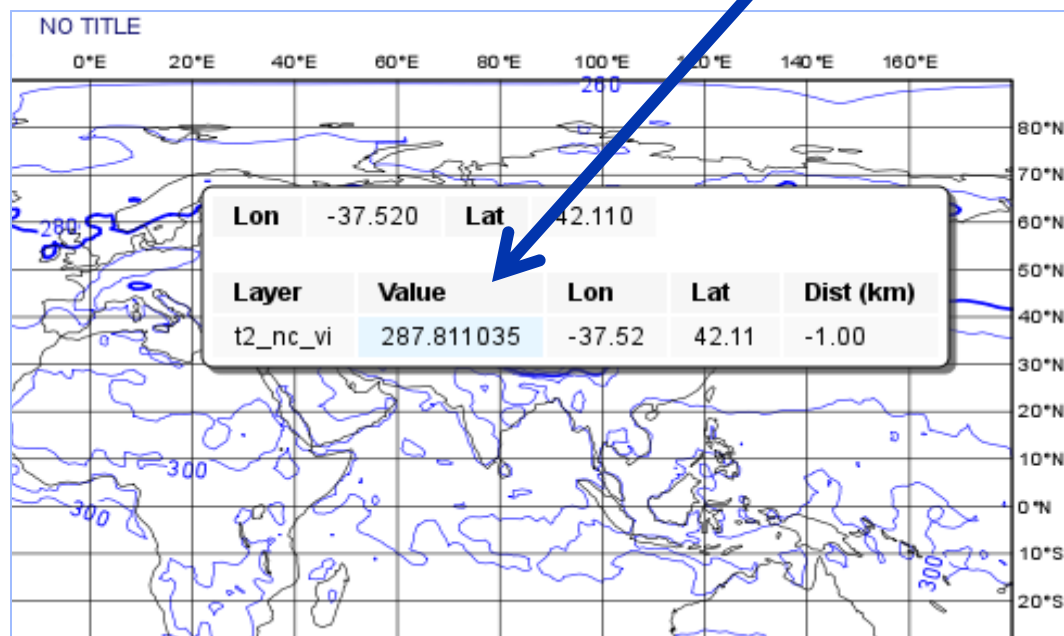 NO TITLE
0°E 20°E 40°E 60°E 80°E 100°E 120°E 140°E 160°E
260
80°N
70°N
Lon -37.520 Lat 42.110
60°N
280
50°N
Layer Value Lon Lat Dist (km)
40°N
t2_nc_vi 287.811035 -37.52 42.11 -1.00
30°N
20°N
10°N
300
0°N
300
10°S
300
20°S